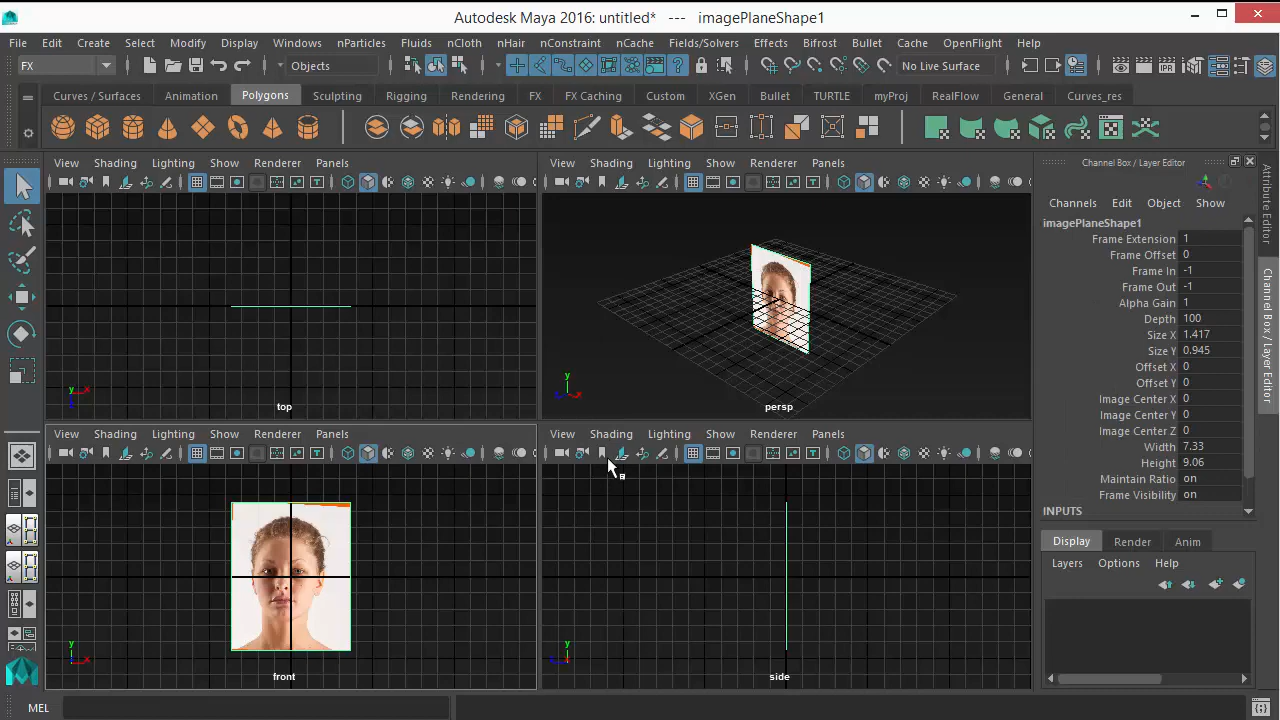 Autodesk Maya 2016: untitled*   ---   imagePlaneShape1
File Edit Create Select Modify Display Windows nParticles Fluids nCloth nHair nConstraint nCache Fields/Solvers Effects Bifrost Bullet Cache OpenFlight Help
FX Objects No Live Surface
Curves / Surfaces Animation Polygons Sculpting Rigging Rendering FX FX Caching Custom XGen Bullet TURTLE myProj RealFlow General Curves_res
View Shading Lighting Show Renderer Panels
top
View Shading Lighting Show Renderer Panels
persp
View Shading Lighting Show Renderer Panels
front
View Shading Lighting Show Renderer Panels
side
Channel Box / Layer Editor
Channels Edit Object Show
imagePlaneShape1
Frame Extension 1
Frame Offset 0
Frame In -1
Frame Out -1
Alpha Gain 1
Depth 100
Size X 1.417
Size Y 0.945
Offset X 0
Offset Y 0
Image Center X 0
Image Center Y 0
Image Center Z 0
Width 7.33
Height 9.06
Maintain Ratio on
Frame Visibility on
INPUTS
Display Render Anim
Layers Options Help
Attribute Editor
Channel Box / Layer Editor
MEL